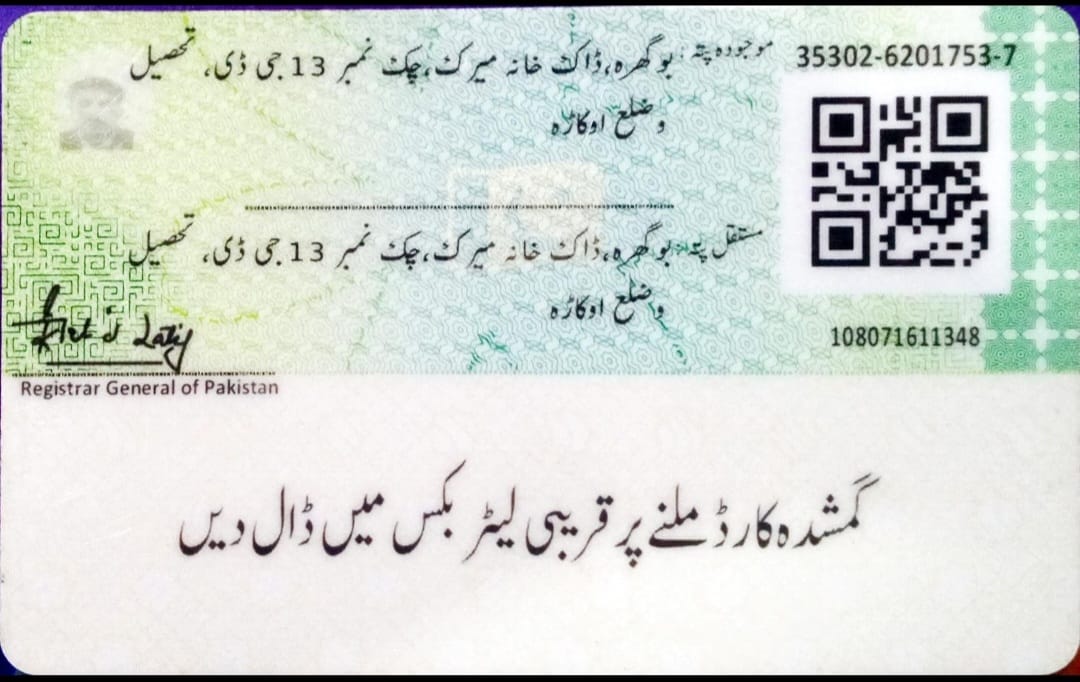 35302-6201753-7
موجودہ پتہ: بوگھرہ، ڈاک خانہ میرک، چک نمبر 13 جی ڈی، تحصیل
و ضلع اوکاڑہ
مستقل پتہ: بوگھرہ، ڈاک خانہ میرک، چک نمبر 13 جی ڈی، تحصیل
و ضلع اوکاڑہ
108071611348
Registrar General of Pakistan
گمشدہ کارڈ ملنے پر قریبی لیٹر بکس میں ڈال دیں